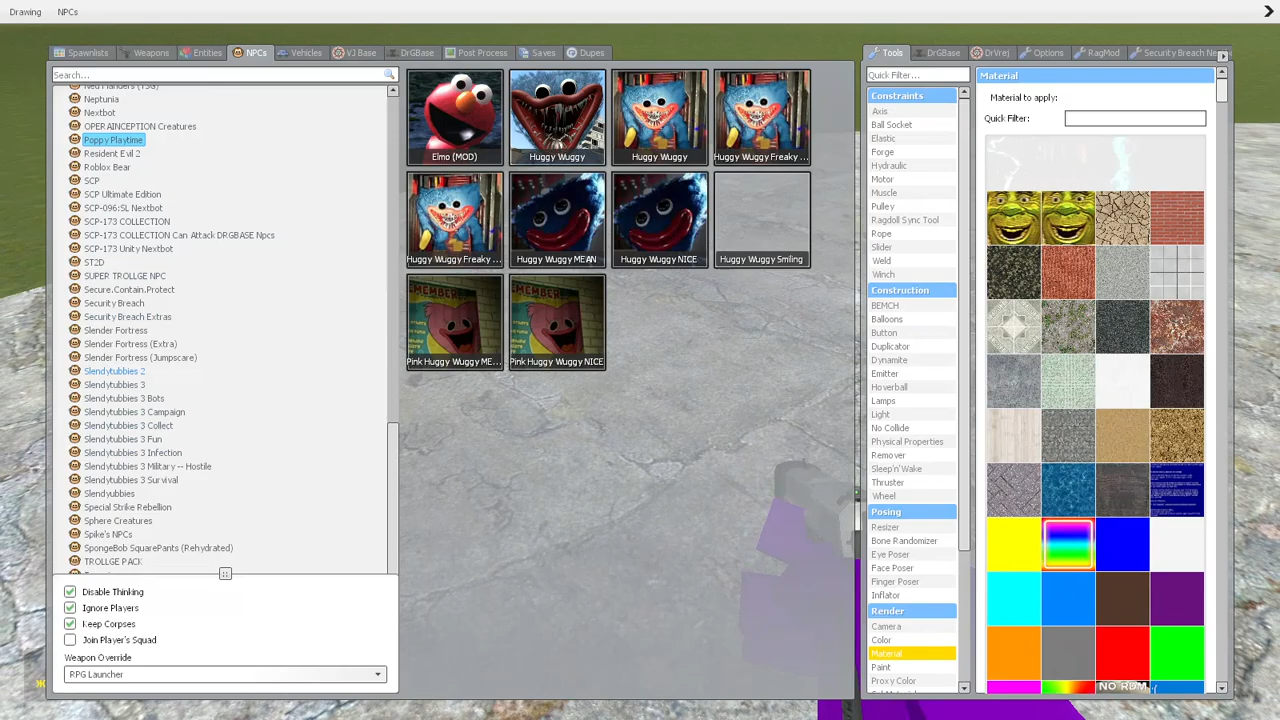 Drawing NPCs
Spawnlists Weapons Entities NPCs Vehicles VJ Base DrGBase Post Process Saves Dupes
Search...
Neptunia
Nextbot
OPERAINCEPTION Creatures
Poppy Playtime
Resident Evil 2
Roblox Bear
SCP
SCP Ultimate Edition
SCP-096:SL Nextbot
SCP-173 COLLECTION
SCP-173 COLLECTION Can Attack DRGBASE Npcs
SCP-173 Unity Nextbot
ST2D
SUPER TROLLGE NPC
Secure.Contain.Protect
Security Breach
Security Breach Extras
Slender Fortress
Slender Fortress (Extra)
Slender Fortress (Jumpscare)
Slendytubbies 2
Slendytubbies 3
Slendytubbies 3 Bots
Slendytubbies 3 Campaign
Slendytubbies 3 Collect
Slendytubbies 3 Fun
Slendytubbies 3 Infection
Slendytubbies 3 Military -- Hostile
Slendytubbies 3 Survival
Slendyubbies
Special Strike Rebellion
Sphere Creatures
Spike's NPCs
SpongeBob SquarePants (Rehydrated)
TROLLGE PACK
Disable Thinking
Ignore Players
Keep Corpses
Join Player's Squad
Weapon Override
RPG Launcher
Elmo (MOD) Huggy Wuggy Huggy Wuggy Huggy Wuggy Freaky ...
Huggy Wuggy Freaky ... Huggy Wuggy MEAN Huggy Wuggy NICE Huggy Wuggy Smiling
Pink Huggy Wuggy ME... Pink Huggy Wuggy NICE
Tools DrGBase DrVrej Options RagMod Security Breach Ne
Quick Filter...
Constraints
Axis
Ball Socket
Elastic
Forge
Hydraulic
Motor
Muscle
Pulley
Ragdoll Sync Tool
Rope
Slider
Weld
Winch
Construction
BEMCH
Balloons
Button
Duplicator
Dynamite
Emitter
Hoverball
Lamps
Light
No Collide
Physical Properties
Remover
Sleep'n'Wake
Thruster
Wheel
Posing
Resizer
Bone Randomizer
Eye Poser
Face Poser
Finger Poser
Inflator
Render
Camera
Color
Material
Paint
Proxy Color
Material
Material to apply:
Quick Filter:
NO RDM